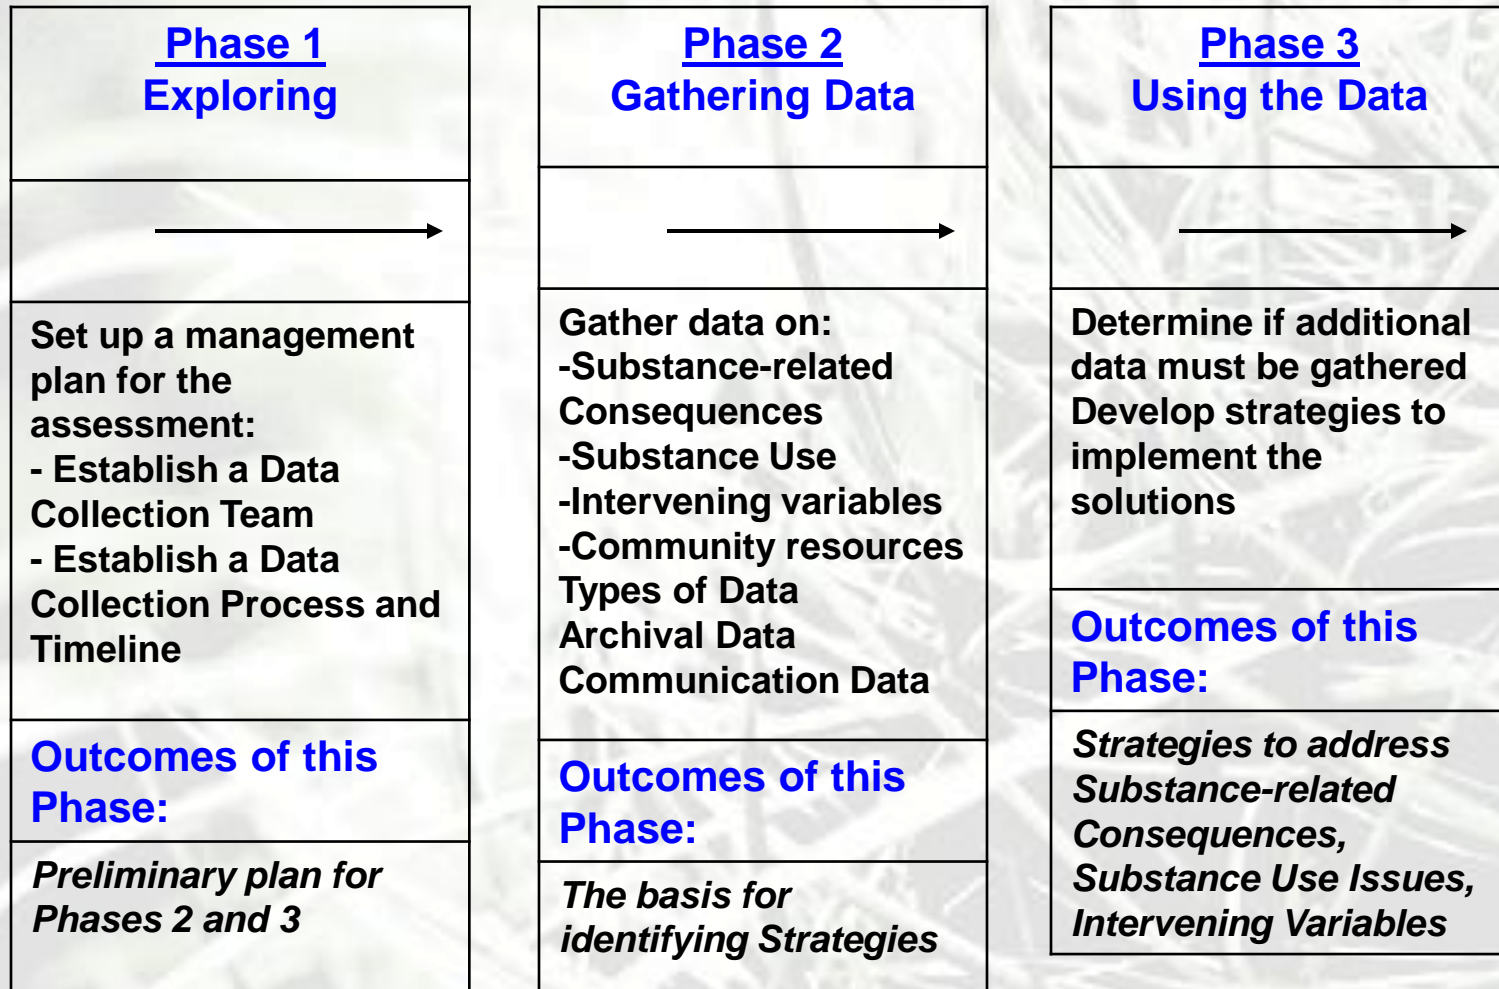 Phase 1
Exploring
Set up a management
plan for the
assessment:
- Establish a Data
Collection Team
- Establish a Data
Collection Process and
Timeline
Outcomes of this
Phase:
Preliminary plan for
Phases 2 and 3
Phase 2
Gathering Data
Gather data on:
-Substance-related
Consequences
-Substance Use
-Intervening variables
-Community resources
Types of Data
Archival Data
Communication Data
Outcomes of this
Phase:
The basis for
identifying Strategies
Phase 3
Using the Data
Determine if additional
data must be gathered
Develop strategies to
implement the
solutions
Outcomes of this
Phase:
Strategies to address
Substance-related
Consequences,
Substance Use Issues,
Intervening Variables